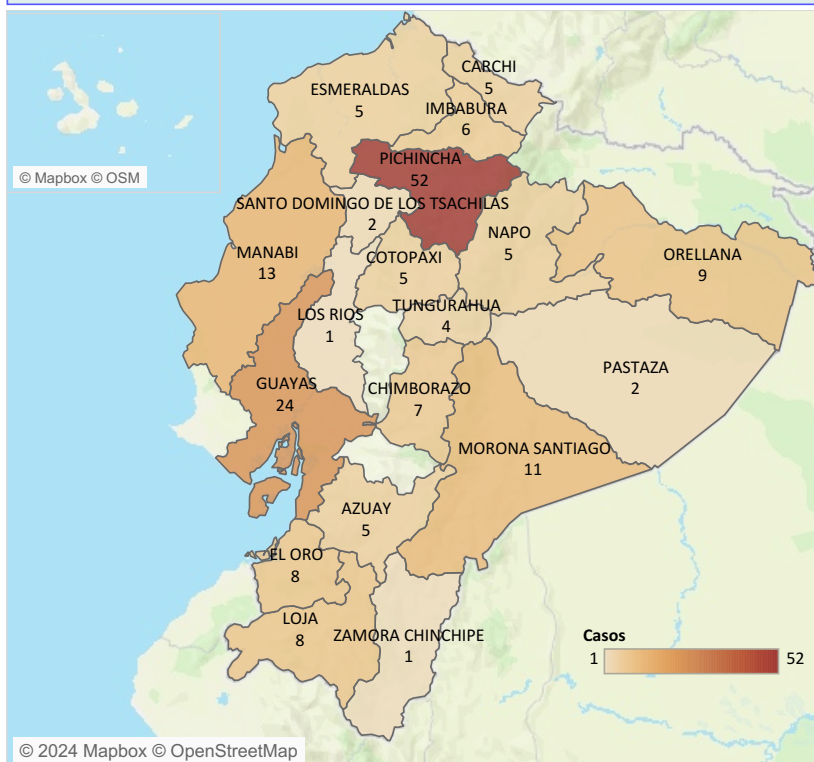 CARCHI
5
ESMERALDAS
5
IMBABURA
6
© Mapbox © OSM
PICHINCHA
52
SANTO DOMINGO DE LOS TSACHILAS
2
NAPO
5
MANABI
13
COTOPAXI
5
ORELLANA
9
TUNGURAHUA
4
LOS RIOS
1
PASTAZA
2
GUAYAS
24
CHIMBORAZO
7
MORONA SANTIAGO
11
AZUAY
5
EL ORO
8
LOJA
8
ZAMORA CHINCHIPE
1
Casos
1 52
© 2024 Mapbox © OpenStreetMap